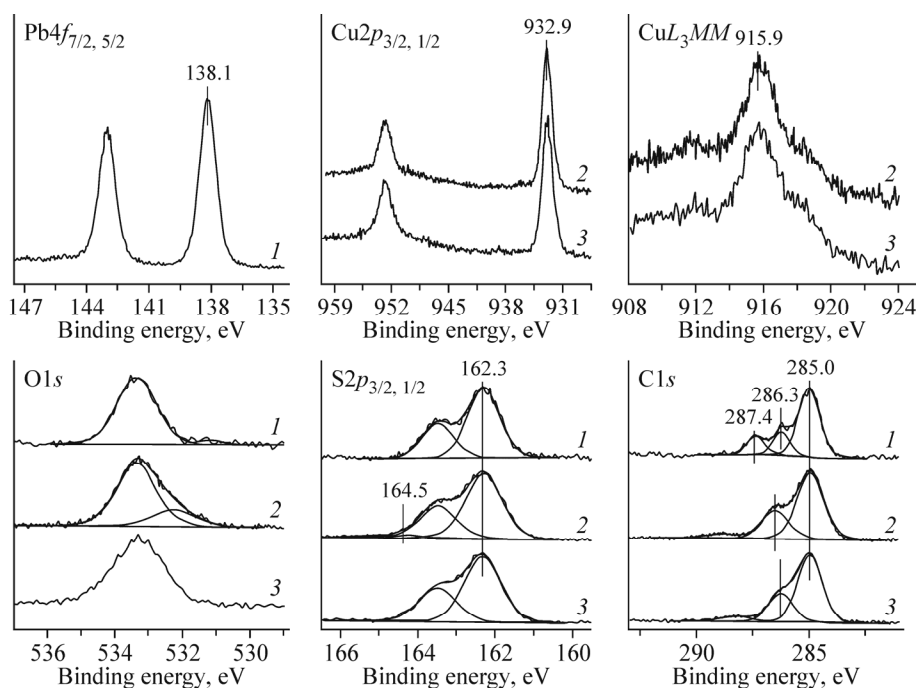 Pb4f7/2, 5/2
138.1
1
147 143 141 139 135
Binding energy, eV
Cu2p3/2, 1/2
932.9
2
3
959 952 945 938 931
Binding energy, eV
CuL3MM
915.9
2
3
908 912 916 920 924
Binding energy, eV
O1s
1
2
3
536 534 532 530
Binding energy, eV
S2p3/2, 1/2
162.3
1
164.5
2
3
166 164 162 160
Binding energy, eV
C1s
285.0
286.3
287.4
1
2
3
290 285
Binding energy, eV